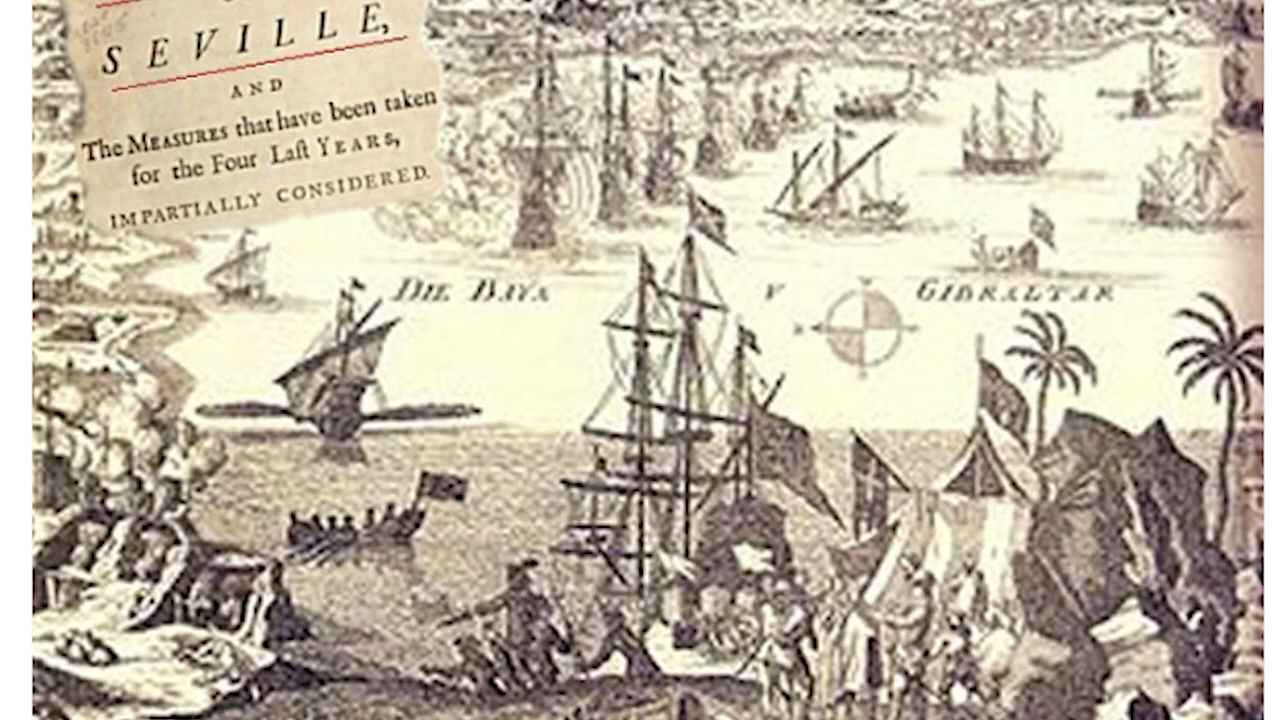 SEVILLE,
AND
The MEASURES that have been taken
for the Four Laſt YEARS,
IMPARTIALLY CONSIDERED.
DIE BAYA V GIBRALTAR